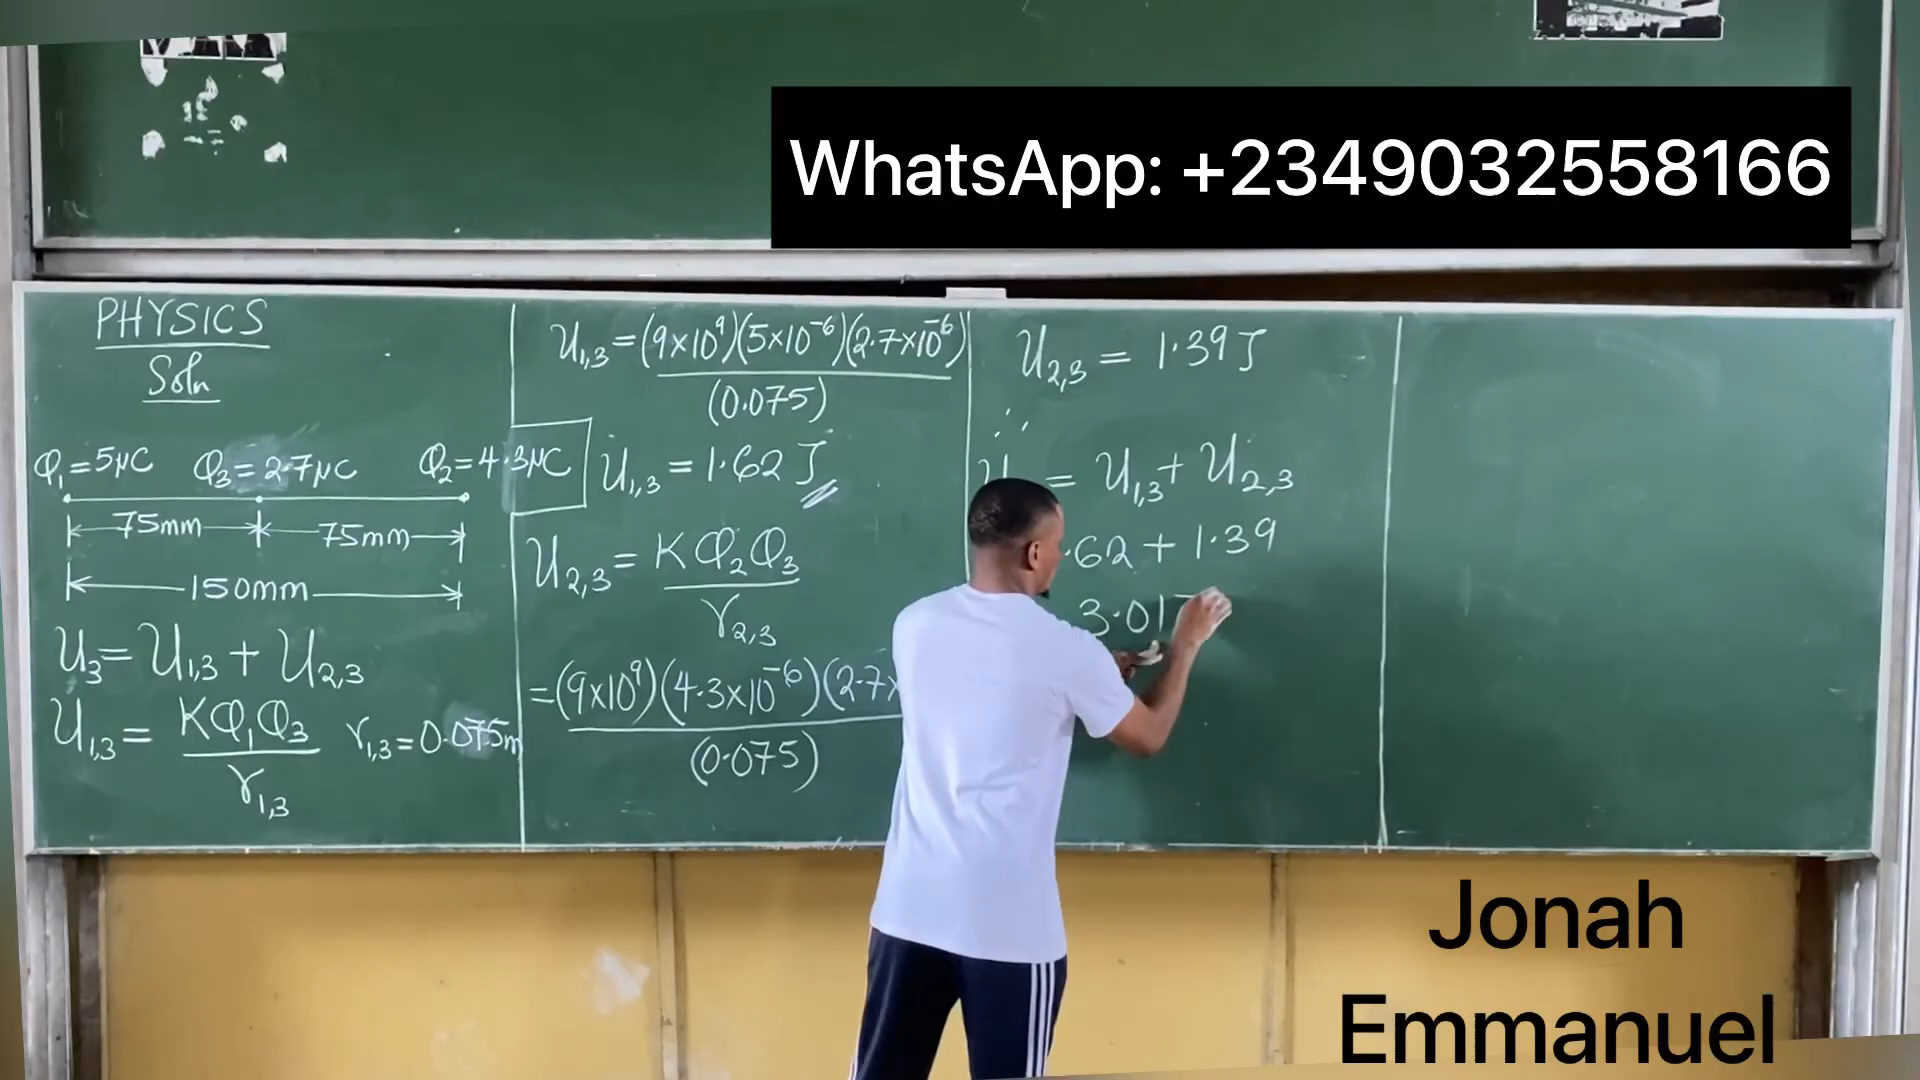 WhatsApp: +2349032558166
PHYSICS
Soln
Q₁=5μC Q₃=2.7μC Q₂=4.3μC
75mm 75mm
150mm
U₃=U₁,₃+U₂,₃
U₁,₃= KQ₁Q₃ r₁,₃=0.075m
r₁,₃
U₁,₃=(9×10⁹)(5×10⁻⁶)(2.7×10⁻⁶)
(0.075)
U₁,₃=1.62J
U₂,₃= KQ₂Q₃
r₂,₃
=(9×10⁹)(4.3×10⁻⁶)(2.7×
(0.075)
U₂,₃= 1.39J
∴
U = U₁,₃+U₂,₃
.62+1.39
3.01
Jonah
Emmanuel